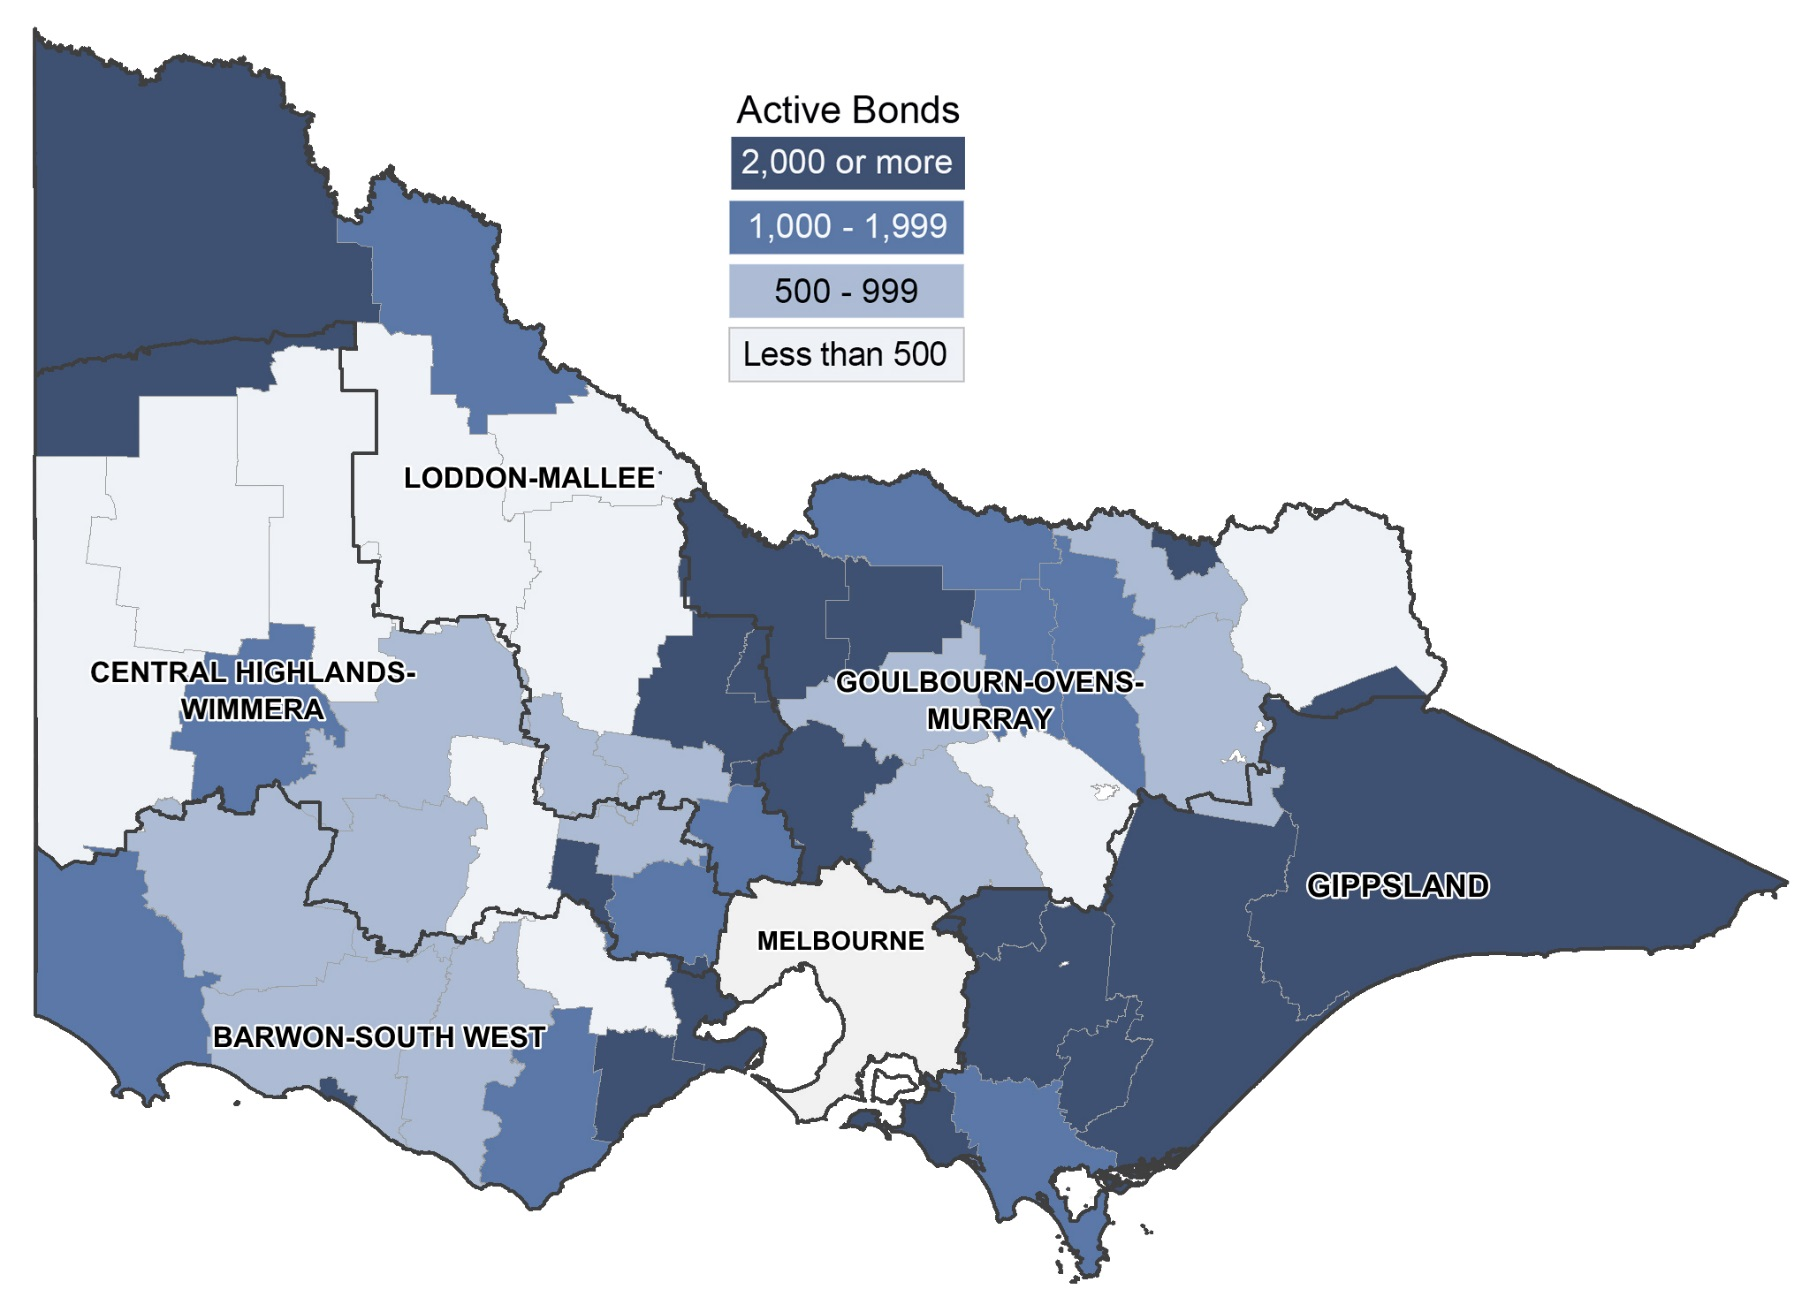 Active Bonds
2,000 or more
1,000 - 1,999
500 - 999
Less than 500
LODDON-MALLEE
CENTRAL HIGHLANDS-
WIMMERA
GOULBOURN-OVENS-
MURRAY
GIPPSLAND
MELBOURNE
BARWON-SOUTH WEST